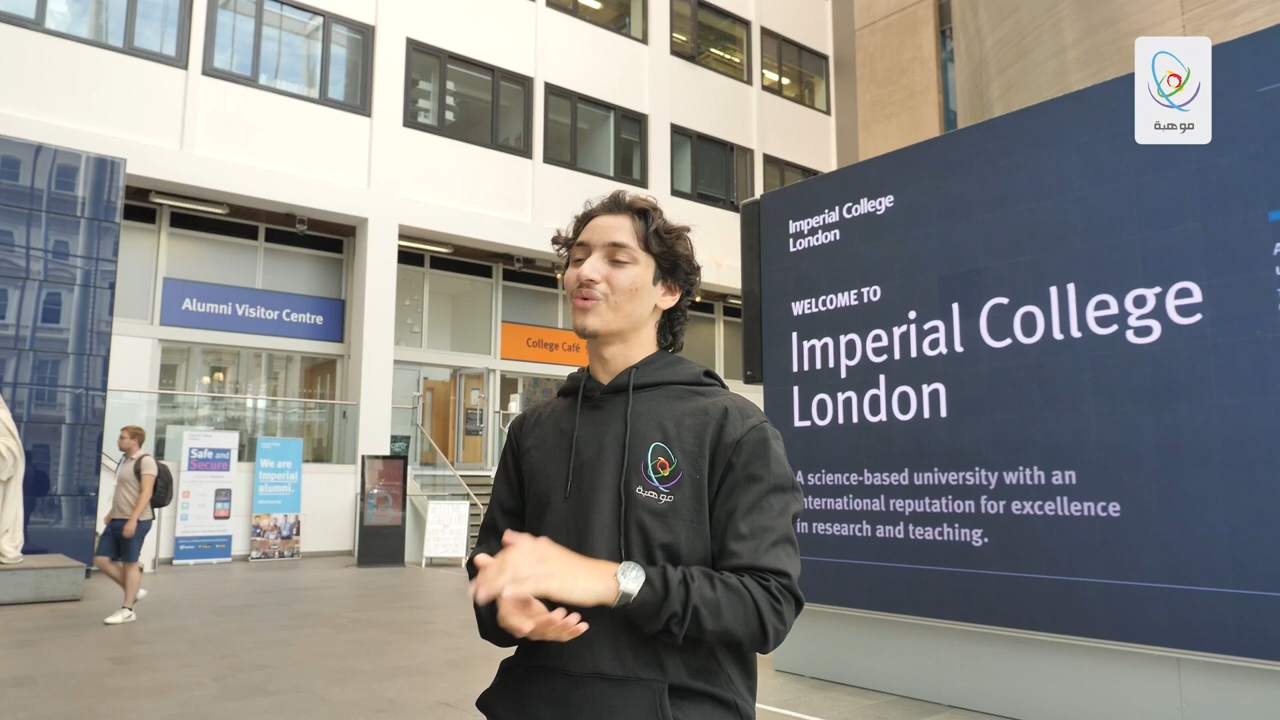 موهبة
Imperial College
London
WELCOME TO
Imperial College
London
A science-based university with an
international reputation for excellence
in research and teaching.
Alumni Visitor Centre
College Café
Safe and
Secure
We are
Imperial
alumni.
موهبة